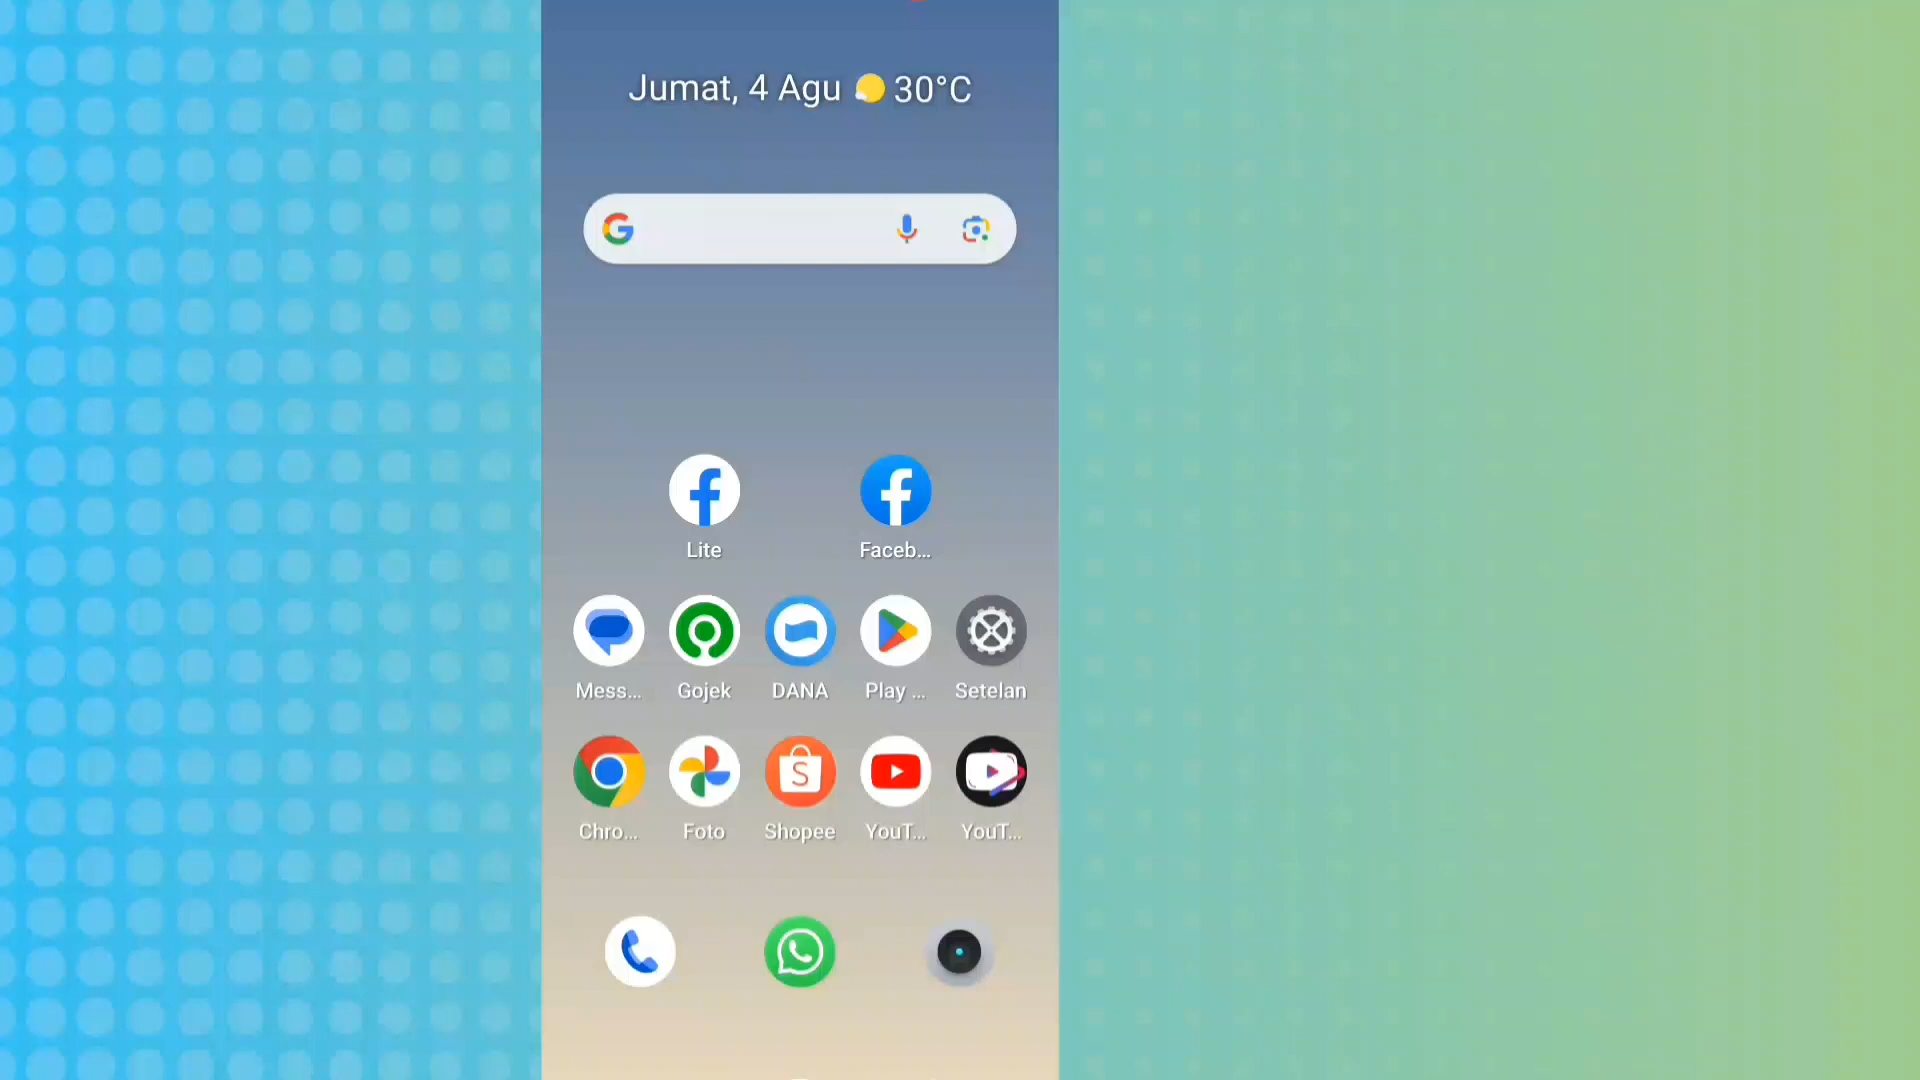 Jumat, 4 Agu 30°C
Lite Faceb...
Mess... Gojek DANA Play ... Setelan
Chro... Foto Shopee YouT... YouT...